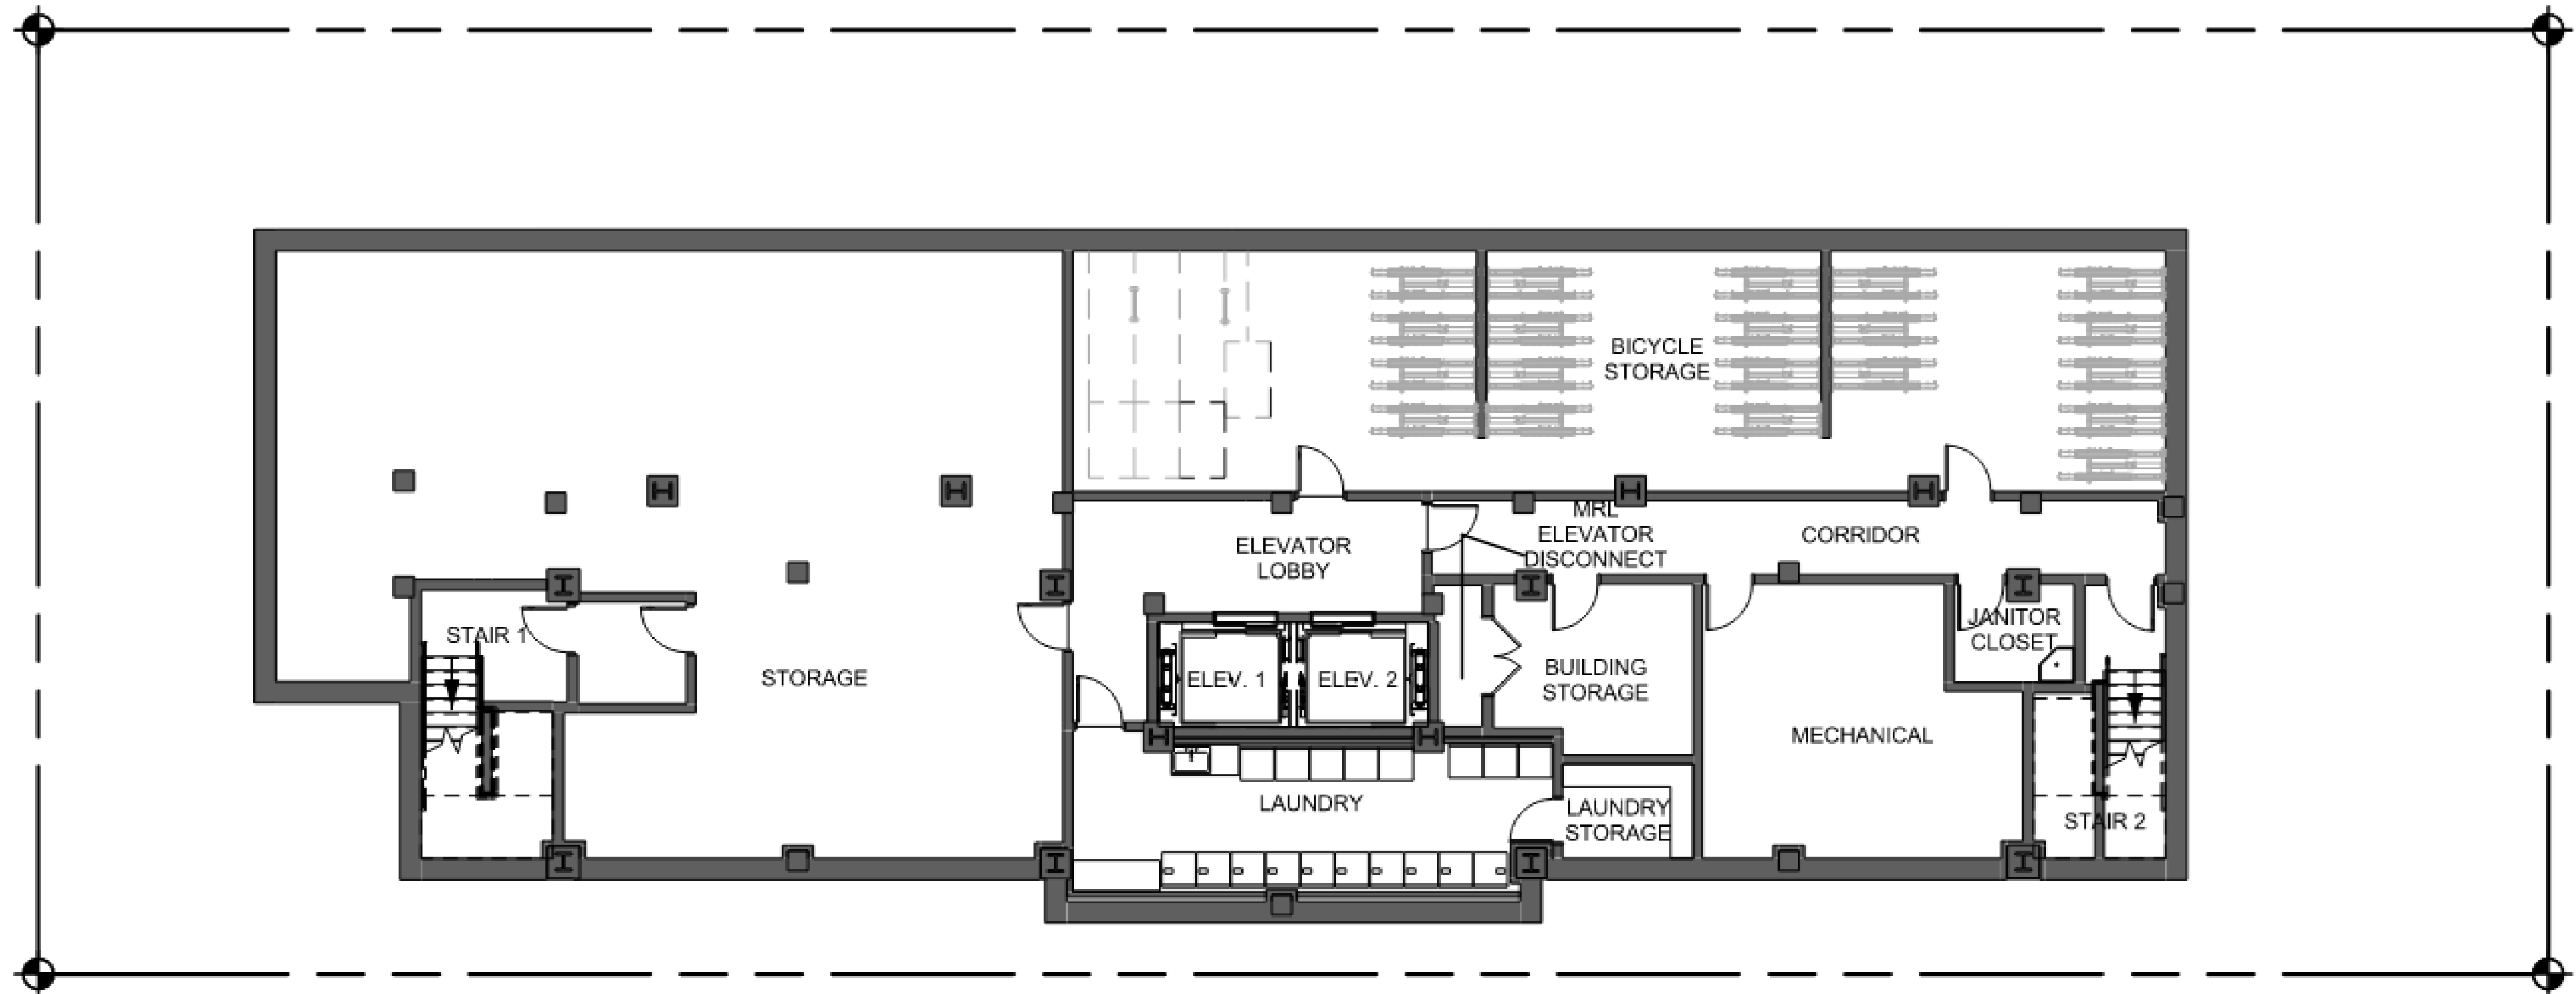 BICYCLE
STORAGE
MRL
ELEVATOR
DISCONNECT
CORRIDOR
ELEVATOR
LOBBY
STAIR 1
STORAGE
ELEV. 1
ELEV. 2
BUILDING
STORAGE
JANITOR
CLOSET
MECHANICAL
LAUNDRY
LAUNDRY
STORAGE
STAIR 2